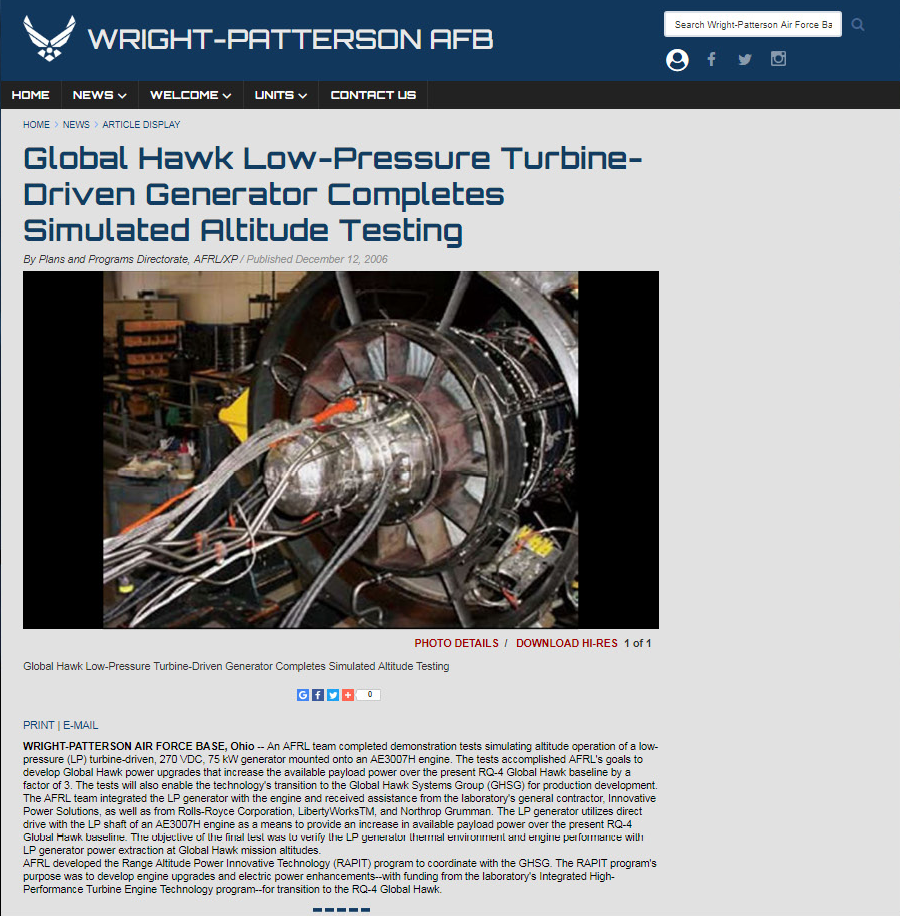 WRIGHT-PATTERSON AFB
Search Wright-Patterson Air Force Ba
HOME NEWS WELCOME UNITS CONTACT US
HOME > NEWS > ARTICLE DISPLAY
Global Hawk Low-Pressure Turbine-
Driven Generator Completes
Simulated Altitude Testing
By Plans and Programs Directorate, AFRL/XP / Published December 12, 2006
PHOTO DETAILS / DOWNLOAD HI-RES 1 of 1
Global Hawk Low-Pressure Turbine-Driven Generator Completes Simulated Altitude Testing
0
PRINT | E-MAIL
WRIGHT-PATTERSON AIR FORCE BASE, Ohio -- An AFRL team completed demonstration tests simulating altitude operation of a low-
pressure (LP) turbine-driven, 270 VDC, 75 kW generator mounted onto an AE3007H engine. The tests accomplished AFRL's goals to
develop Global Hawk power upgrades that increase the available payload power over the present RQ-4 Global Hawk baseline by a
factor of 3. The tests will also enable the technology's transition to the Global Hawk Systems Group (GHSG) for production development.
The AFRL team integrated the LP generator with the engine and received assistance from the laboratory's general contractor, Innovative
Power Solutions, as well as from Rolls-Royce Corporation, LibertyWorksTM, and Northrop Grumman. The LP generator utilizes direct
drive with the LP shaft of an AE3007H engine as a means to provide an increase in available payload power over the present RQ-4
Global Hawk baseline. The objective of the final test was to verify the LP generator thermal environment and engine performance with
LP generator power extraction at Global Hawk mission altitudes.
AFRL developed the Range Altitude Power Innovative Technology (RAPIT) program to coordinate with the GHSG. The RAPIT program's
purpose was to develop engine upgrades and electric power enhancements--with funding from the laboratory's Integrated High-
Performance Turbine Engine Technology program--for transition to the RQ-4 Global Hawk.